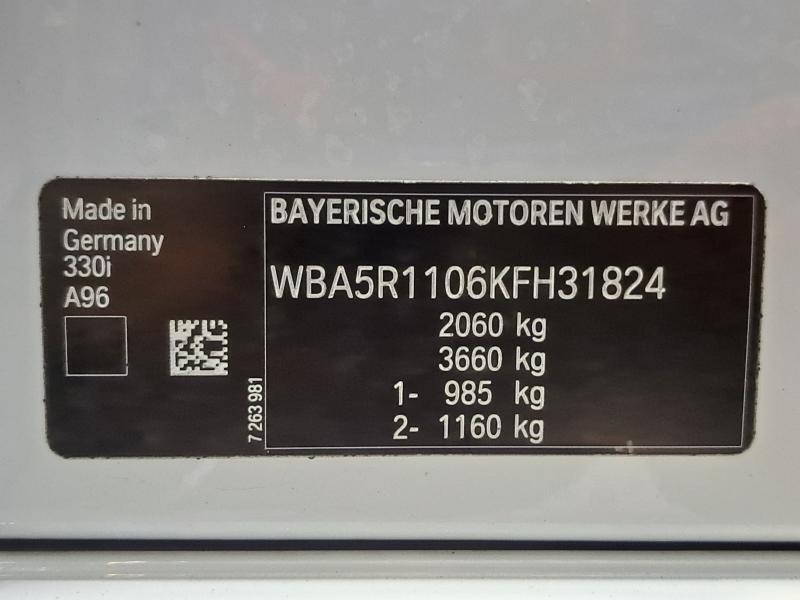 Made in
Germany
330i
A96
7 263 981
BAYERISCHE MOTOREN WERKE AG
WBA5R1106KFH31824
2060 kg
3660 kg
1- 985 kg
2- 1160 kg